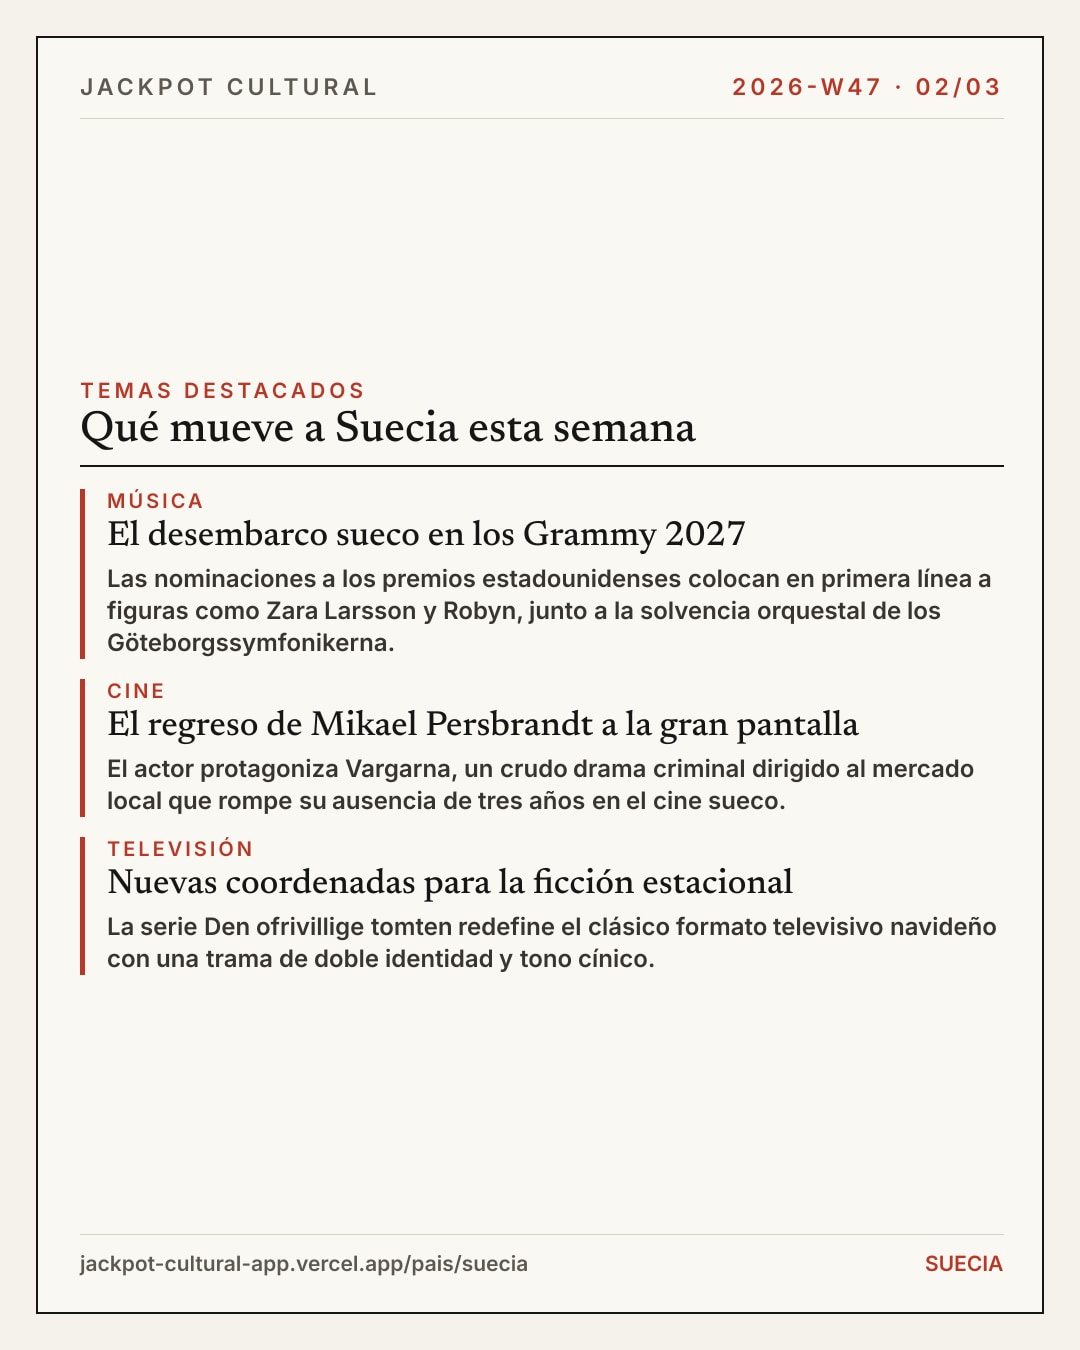 JACKPOT CULTURAL
2026-W47 · 02/03
TEMAS DESTACADOS
Qué mueve a Suecia esta semana
MÚSICA
El desembarco sueco en los Grammy 2027
Las nominaciones a los premios estadounidenses colocan en primera línea a
figuras como Zara Larsson y Robyn, junto a la solvencia orquestal de los
Göteborgssymfonikerna.
CINE
El regreso de Mikael Persbrandt a la gran pantalla
El actor protagoniza Vargarna, un crudo drama criminal dirigido al mercado
local que rompe su ausencia de tres años en el cine sueco.
TELEVISIÓN
Nuevas coordenadas para la ficción estacional
La serie Den ofrivillige tomten redefine el clásico formato televisivo navideño
con una trama de doble identidad y tono cínico.
jackpot-cultural-app.vercel.app/pais/suecia
SUECIA